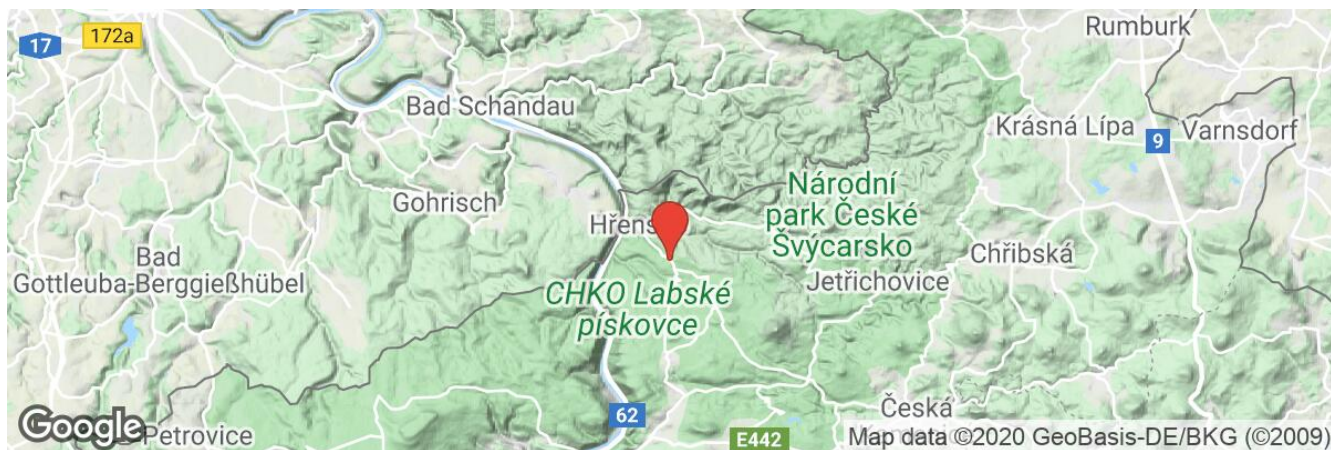 17
172a
Rumburk
Bad Schandau
Krásná Lípa
9
Varnsdorf
Národní
park České
Švýcarsko
Gohrisch
Hřens
Chřibská
Bad
Gottleuba-Berggießhübel
Jetřichovice
CHKO Labské
pískovce
62
Česká
Google
Petrovice
E442
Map data ©2020 GeoBasis-DE/BKG (©2009)